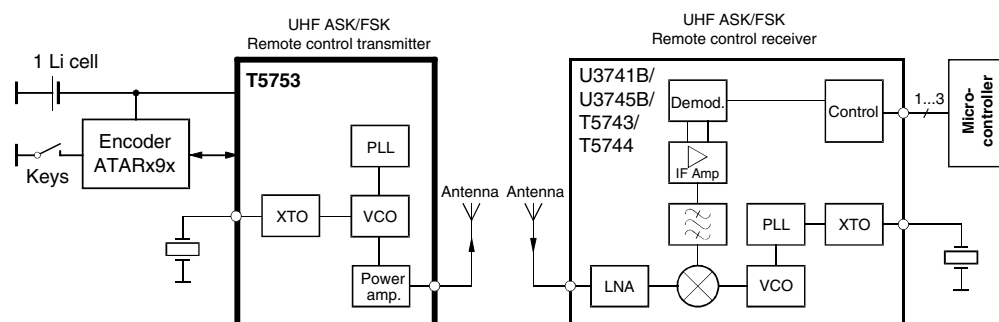 UHF ASK/FSK
Remote control transmitter
1 Li cell
T5753
Encoder
ATARx9x
Keys
PLL
XTO
VCO
Power
amp.
Antenna
Antenna
UHF ASK/FSK
Remote control receiver
U3741B/
U3745B/
T5743/
T5744
Demod.
Control
1...3
Micro-
controller
IF Amp
PLL
XTO
LNA
VCO